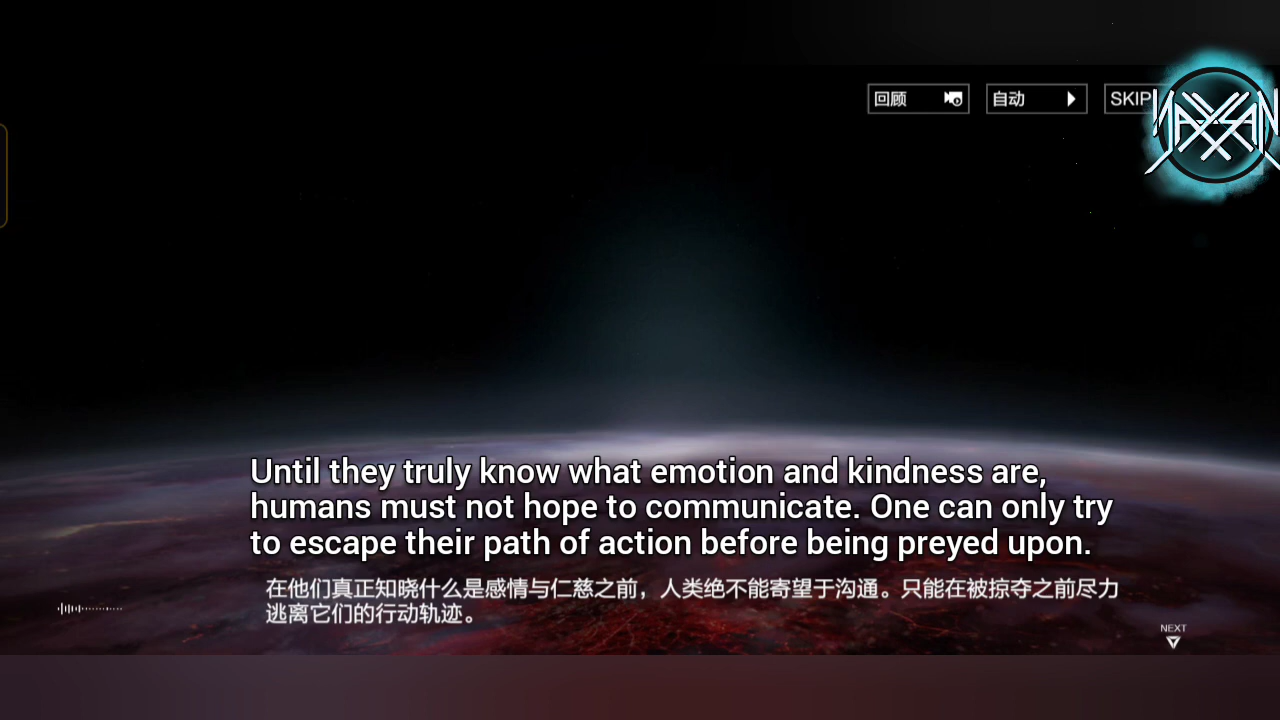 回顾
自动
SKIP
Until they truly know what emotion and kindness are,
humans must not hope to communicate. One can only try
to escape their path of action before being preyed upon.
在他们真正知晓什么是感情与仁慈之前，人类绝不能寄望于沟通。只能在被掠夺之前尽力
逃离它们的行动轨迹。
NEXT